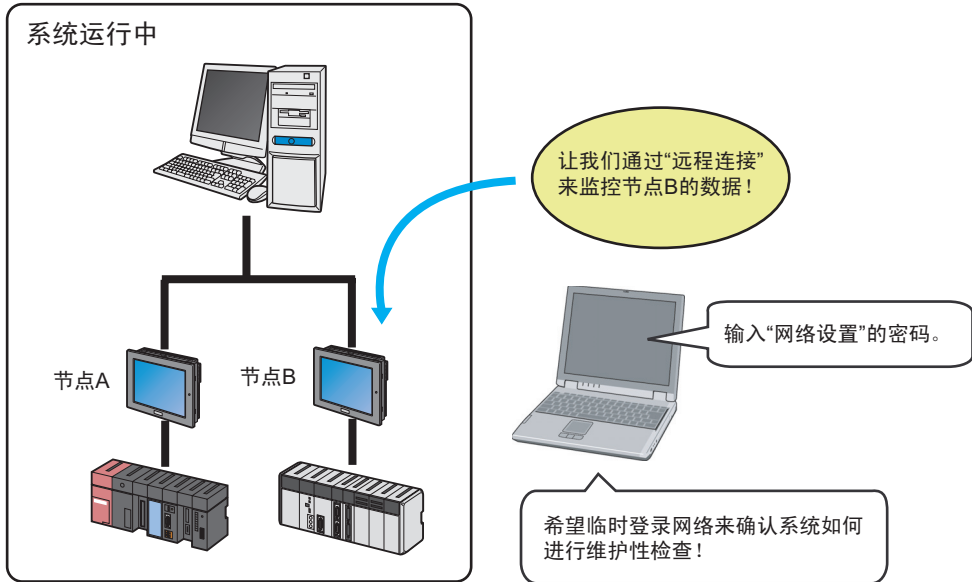 系统运行中
让我们通过“远程连接”
来监控节点B的数据！
输入“网络设置”的密码。
节点A
节点B
希望临时登录网络来确认系统如何
进行维护性检查！